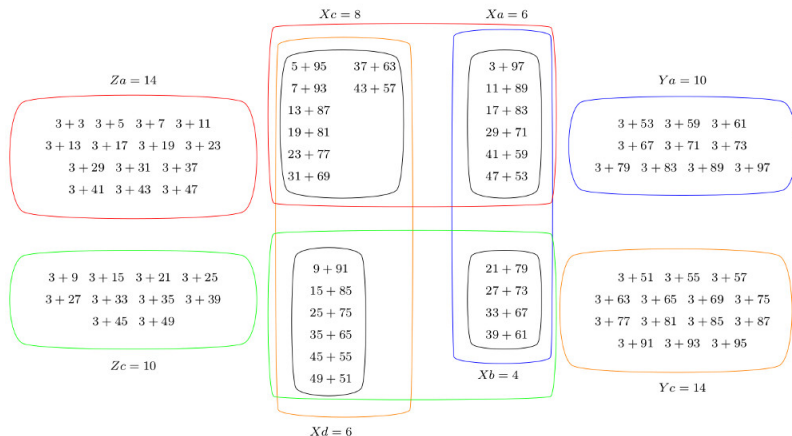 Xc = 8
Xa = 6
Za = 14
3 + 3 3 + 5 3 + 7 3 + 11
3 + 13 3 + 17 3 + 19 3 + 23
3 + 29 3 + 31 3 + 37
3 + 41 3 + 43 3 + 47
5 + 95 37 + 63
7 + 93 43 + 57
13 + 87
19 + 81
23 + 77
31 + 69
3 + 97
11 + 89
17 + 83
29 + 71
41 + 59
47 + 53
Ya = 10
3 + 53 3 + 59 3 + 61
3 + 67 3 + 71 3 + 73
3 + 79 3 + 83 3 + 89 3 + 97
3 + 9 3 + 15 3 + 21 3 + 25
3 + 27 3 + 33 3 + 35 3 + 39
3 + 45 3 + 49
Zc = 10
9 + 91
15 + 85
25 + 75
35 + 65
45 + 55
49 + 51
Xd = 6
21 + 79
27 + 73
33 + 67
39 + 61
Xb = 4
3 + 51 3 + 55 3 + 57
3 + 63 3 + 65 3 + 69 3 + 75
3 + 77 3 + 81 3 + 85 3 + 87
3 + 91 3 + 93 3 + 95
Yc = 14